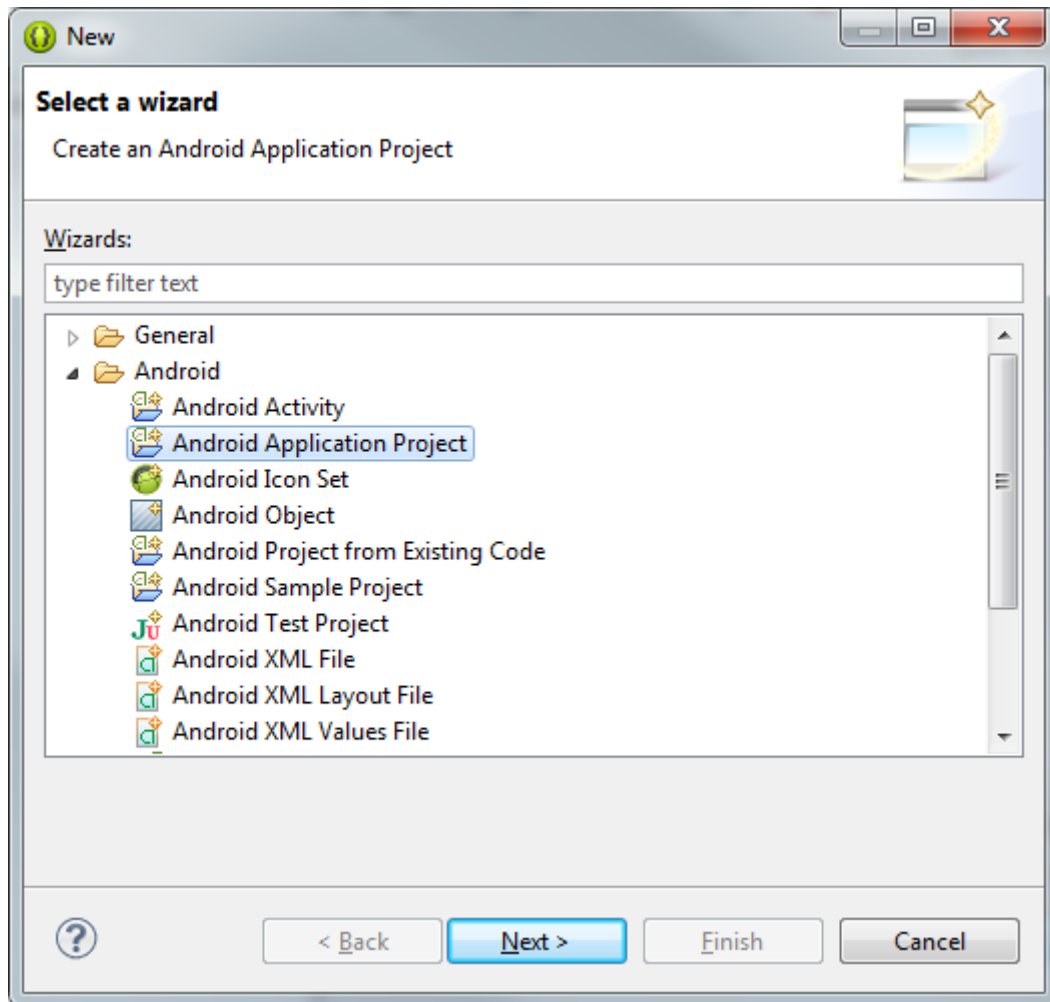 New
Select a wizard
Create an Android Application Project
Wizards:
type filter text
General
Android
Android Activity
Android Application Project
Android Icon Set
Android Object
Android Project from Existing Code
Android Sample Project
Android Test Project
Android XML File
Android XML Layout File
Android XML Values File
< Back Next > Finish Cancel